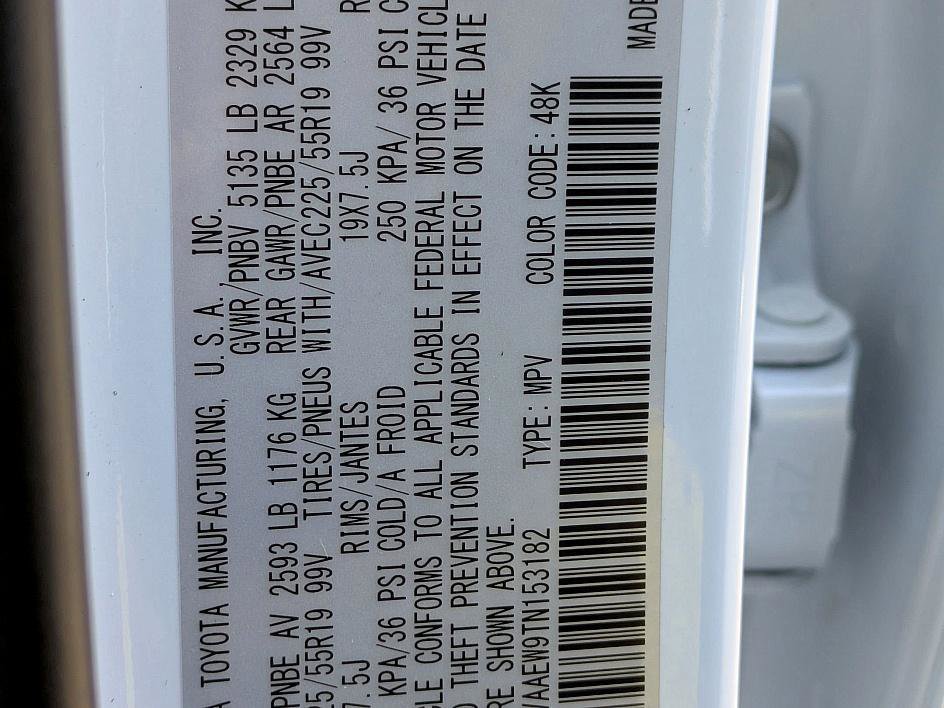 TOYOTA MANUFACTURING, U.S.A., INC.
GVWR/PNBV 5135 LB 2329
PNBE AV 2593 LB 1176 KG REAR GAWR/PNBE AR 2564
25/55R19 99V TIRES/PNEUS WITH/AVEC225/55R19 99V
7.5J RIMS/JANTES 19X7.5J
KPA/36 PSI COLD/A FROID 250 KPA/ 36 PSI
CONFORMS TO ALL APPLICABLE FEDERAL MOTOR VEHICL
THEFT PREVENTION STANDARDS IN EFFECT ON THE DATE
RE SHOWN ABOVE.
AAEW9TN153182 TYPE: MPV COLOR CODE: 48K
MADE